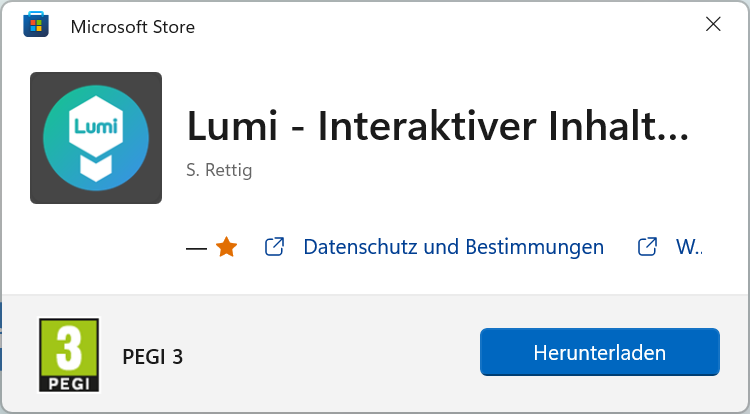 Microsoft Store
Lumi
Lumi - Interaktiver Inhalt...
S. Rettig
— Datenschutz und Bestimmungen W..
3
PEGI
PEGI 3
Herunterladen